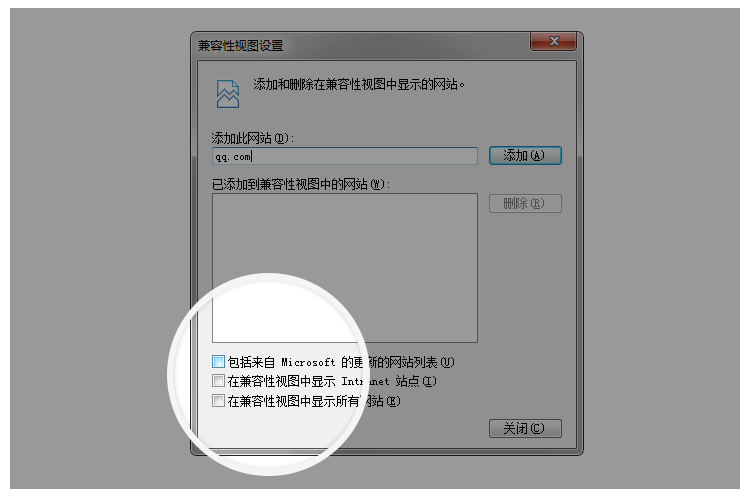 兼容性视图设置
添加和删除在兼容性视图中显示的网站。
添加此网站(D):
qq.com
添加(A)
已添加到兼容性视图中的网站(W):
删除(R)
包括来自 Microsoft 的更新的网站列表(U)
在兼容性视图中显示 Intranet 站点(I)
在兼容性视图中显示所有网站(E)
关闭(C)